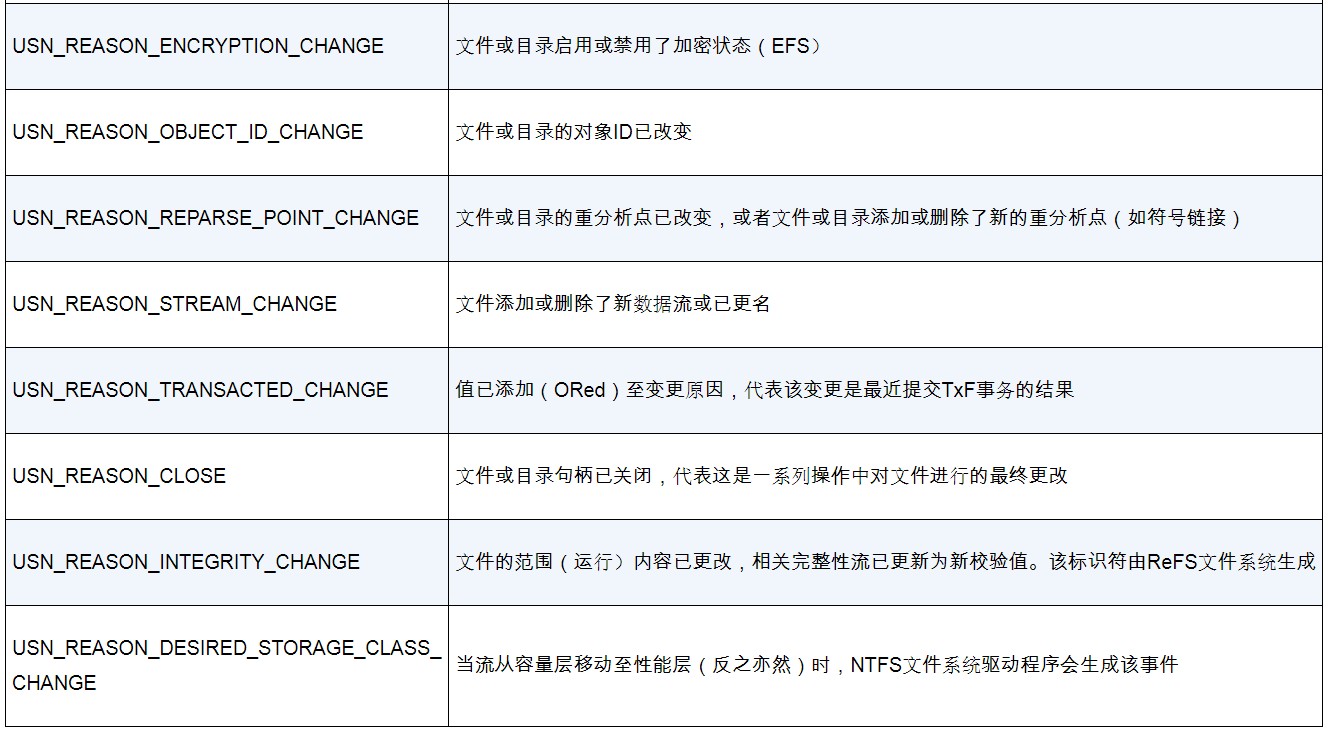 USN_REASON_ENCRYPTION_CHANGE
文件或目录启用或禁用了加密状态（EFS）
USN_REASON_OBJECT_ID_CHANGE
文件或目录的对象ID已改变
USN_REASON_REPARSE_POINT_CHANGE
文件或目录的重分析点已改变，或者文件或目录添加或删除了新的重分析点（如符号链接）
USN_REASON_STREAM_CHANGE
文件添加或删除了新数据流或已更名
USN_REASON_TRANSACTED_CHANGE
值已添加（ORed）至变更原因，代表该变更是最近提交TxF事务的结果
USN_REASON_CLOSE
文件或目录句柄已关闭，代表这是一系列操作中对文件进行的最终更改
USN_REASON_INTEGRITY_CHANGE
文件的范围（运行）内容已更改，相关完整性流已更新为新校验值。该标识符由ReFS文件系统生成
USN_REASON_DESIRED_STORAGE_CLASS_
CHANGE
当流从容量层移动至性能层（反之亦然）时，NTFS文件系统驱动程序会生成该事件